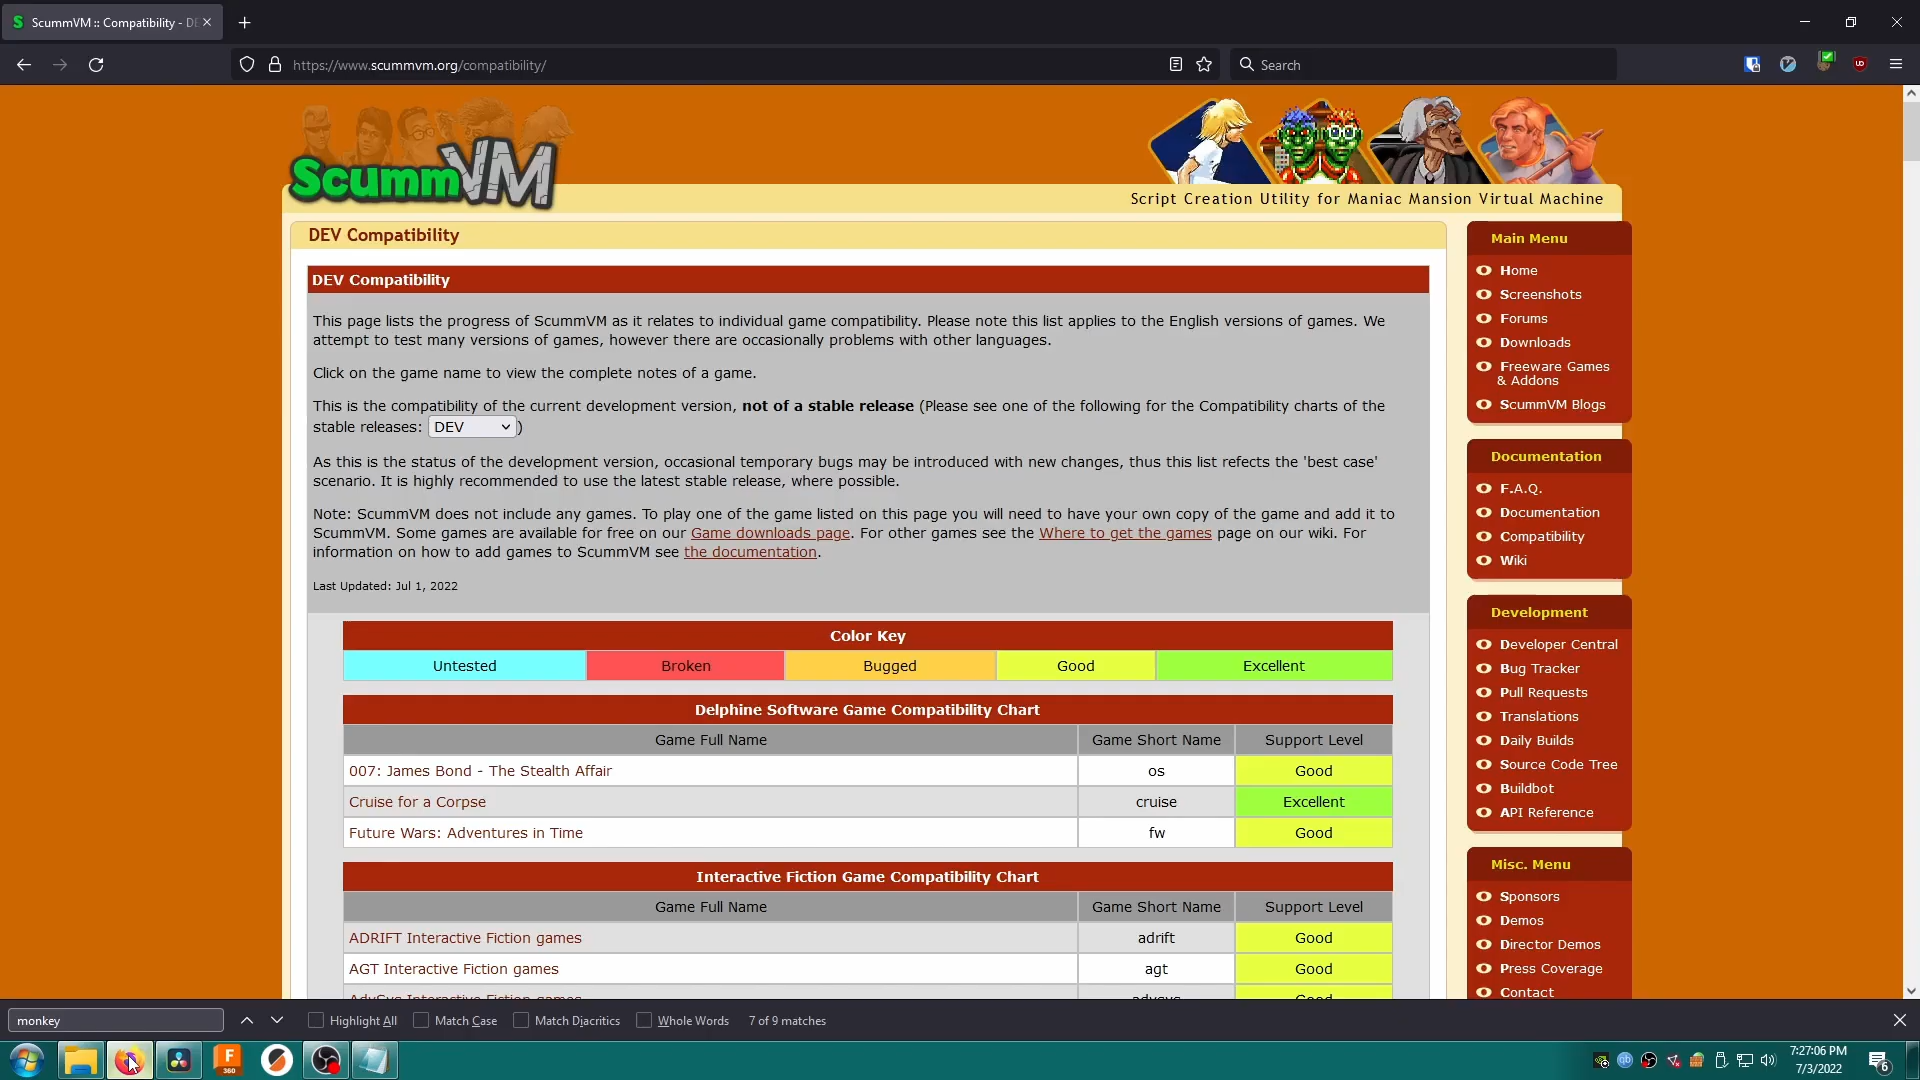 ScummVM :: Compatibility - DE
https://www.scummvm.org/compatibility/
Search
ScummVM
Script Creation Utility for Maniac Mansion Virtual Machine
DEV Compatibility
DEV Compatibility
This page lists the progress of ScummVM as it relates to individual game compatibility. Please note this list applies to the English versions of games. We
attempt to test many versions of games, however there are occasionally problems with other languages.
Click on the game name to view the complete notes of a game.
This is the compatibility of the current development version, not of a stable release (Please see one of the following for the Compatibility charts of the
stable releases: DEV )
As this is the status of the development version, occasional temporary bugs may be introduced with new changes, thus this list refects the 'best case'
scenario. It is highly recommended to use the latest stable release, where possible.
Note: ScummVM does not include any games. To play one of the game listed on this page you will need to have your own copy of the game and add it to
ScummVM. Some games are available for free on our Game downloads page. For other games see the Where to get the games page on our wiki. For
information on how to add games to ScummVM see the documentation.
Last Updated: Jul 1, 2022
Color Key
Untested Broken Bugged Good Excellent
Delphine Software Game Compatibility Chart
Game Full Name Game Short Name Support Level
007: James Bond - The Stealth Affair os Good
Cruise for a Corpse cruise Excellent
Future Wars: Adventures in Time fw Good
Interactive Fiction Game Compatibility Chart
Game Full Name Game Short Name Support Level
ADRIFT Interactive Fiction games adrift Good
AGT Interactive Fiction games agt Good
AdvSys Interactive Fiction games advsys Good
Main Menu
Home
Screenshots
Forums
Downloads
Freeware Games
& Addons
ScummVM Blogs
Documentation
F.A.Q.
Documentation
Compatibility
Wiki
Development
Developer Central
Bug Tracker
Pull Requests
Translations
Daily Builds
Source Code Tree
Buildbot
API Reference
Misc. Menu
Sponsors
Demos
Director Demos
Press Coverage
Contact
monkey
Highlight All
Match Case
Match Diacritics
Whole Words
7 of 9 matches
F
360
7:27:06 PM
7/3/2022
6